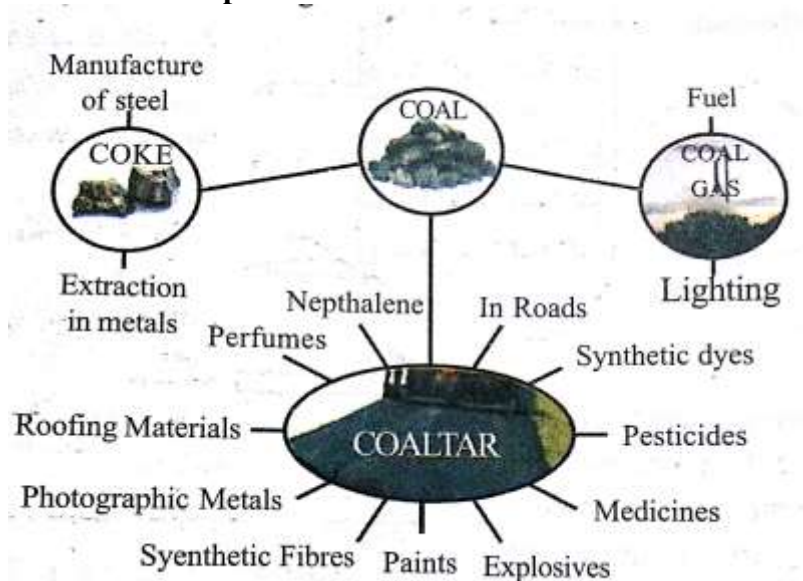 Manufacture
of steel
COKE
Extraction
in metals
COAL
Fuel
COAL
GAS
Lighting
Nepthalene
In Roads
Perfumes
Synthetic dyes
Roofing Materials
COALTAR
Pesticides
Photographic Metals
Medicines
Syenthetic Fibres
Paints
Explosives